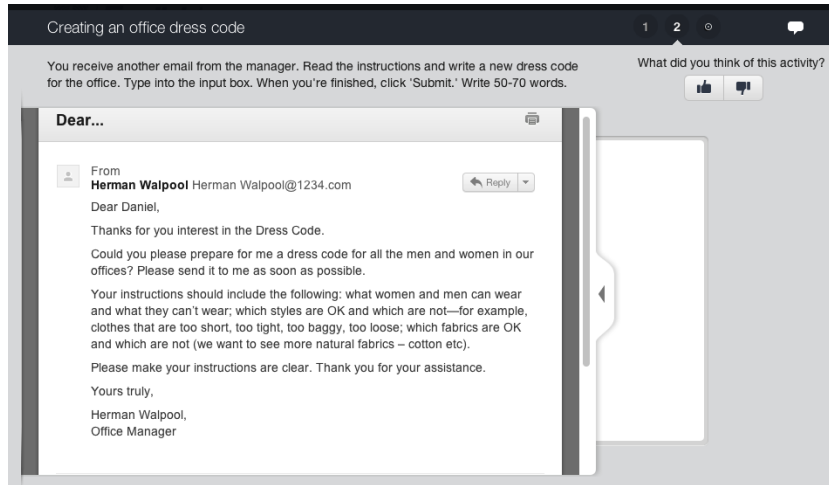 Creating an office dress code
1 2
You receive another email from the manager. Read the instructions and write a new dress code
for the office. Type into the input box. When you're finished, click 'Submit.' Write 50-70 words.
What did you think of this activity?
Dear...
From
Herman Walpool Herman Walpool@1234.com
Reply
Dear Daniel,
Thanks for you interest in the Dress Code.
Could you please prepare for me a dress code for all the men and women in our
offices? Please send it to me as soon as possible.
Your instructions should include the following: what women and men can wear
and what they can't wear; which styles are OK and which are not—for example,
clothes that are too short, too tight, too baggy, too loose; which fabrics are OK
and which are not (we want to see more natural fabrics – cotton etc).
Please make your instructions are clear. Thank you for your assistance.
Yours truly,
Herman Walpool,
Office Manager